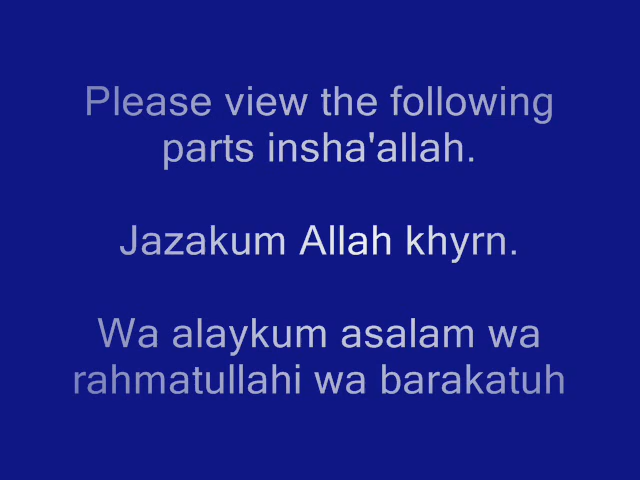 Please view the following
parts insha'allah.
Jazakum Allah khyrn.
Wa alaykum asalam wa
rahmatullahi wa barakatuh